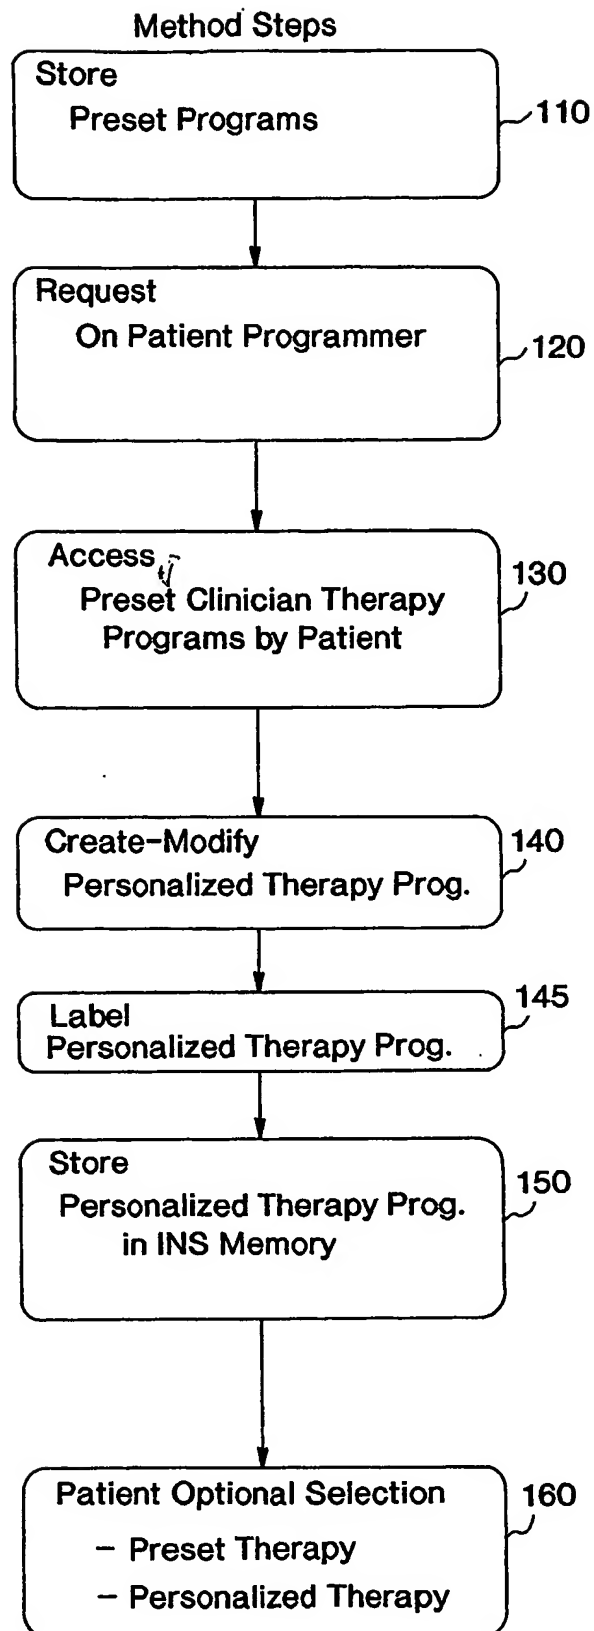 Method Steps
Store
Preset Programs
110
Request
On Patient Programmer
120
Access
Preset Clinician Therapy
Programs by Patient
130
Create-Modify
Personalized Therapy Prog.
140
Label
Personalized Therapy Prog.
145
Store
Personalized Therapy Prog.
in INS Memory
150
Patient Optional Selection
- Preset Therapy
- Personalized Therapy
160